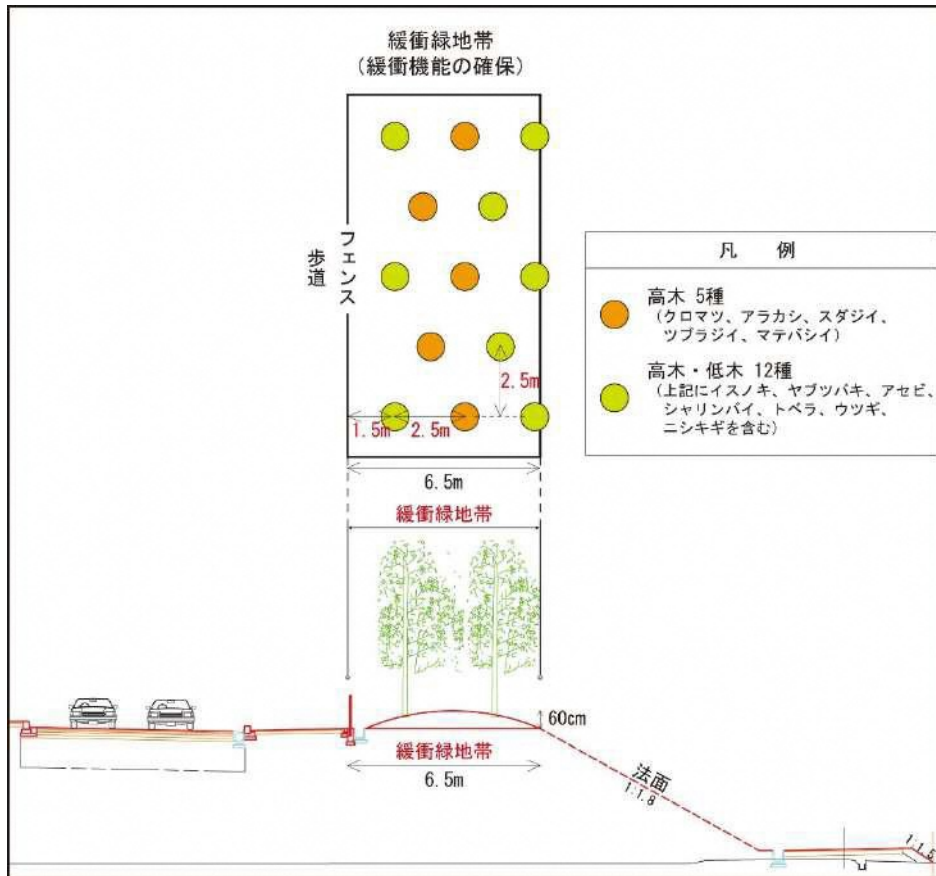 緩衝緑地帯
(緩衝機能の確保)
歩道
フェンス
2.5m
1.5m
2.5m
6.5m
緩衝緑地帯
凡 例
高木 5種
(クロマツ、アラカシ、スダジイ、
ツブラジイ、マテバシイ)
高木・低木 12種
(上記にイスノキ、ヤブツバキ、アセビ、
シャリンバイ、トベラ、ウツギ、
ニシキギを含む)
60cm
緩衝緑地帯
6.5m
法面
1:1.8
1:1.5